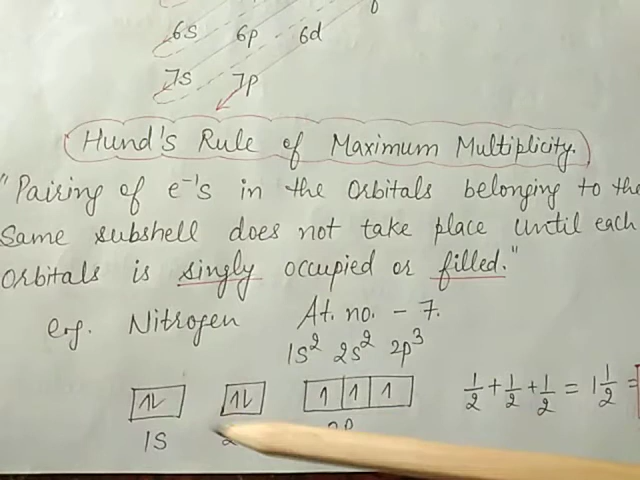 6s 6p 6d
7s 7p
Hund's Rule of Maximum Multiplicity.
"Pairing of e⁻'s in the orbitals belonging to the
Same subshell does not take place until each
Orbitals is singly occupied or filled."
e.g. Nitrogen At. no. - 7.
1s² 2s² 2p³
↿⇂ ↿⇂ 1 1 1 1/2 + 1/2 + 1/2 = 1 1/2 =
1S